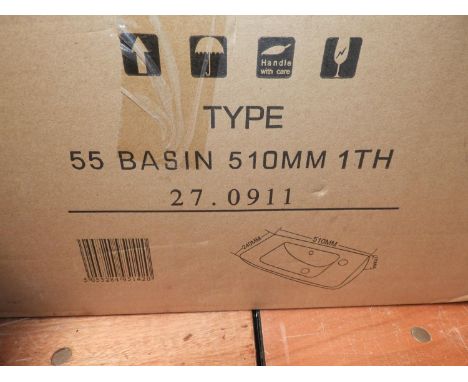 Handle
with care
TYPE
55 BASIN 510MM 1TH
27.0911
510MM